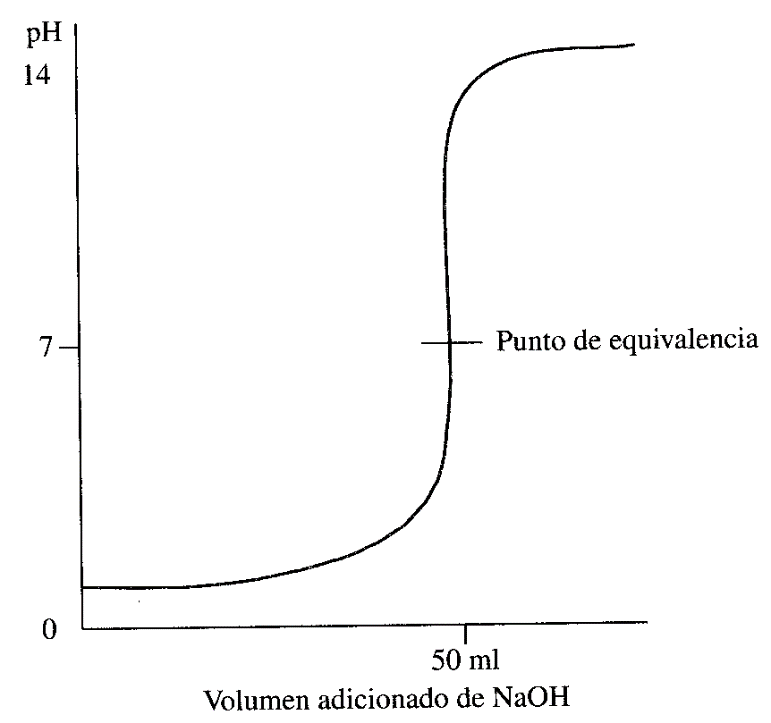 pH
14
7
Punto de equivalencia
0
50 ml
Volumen adicionado de NaOH